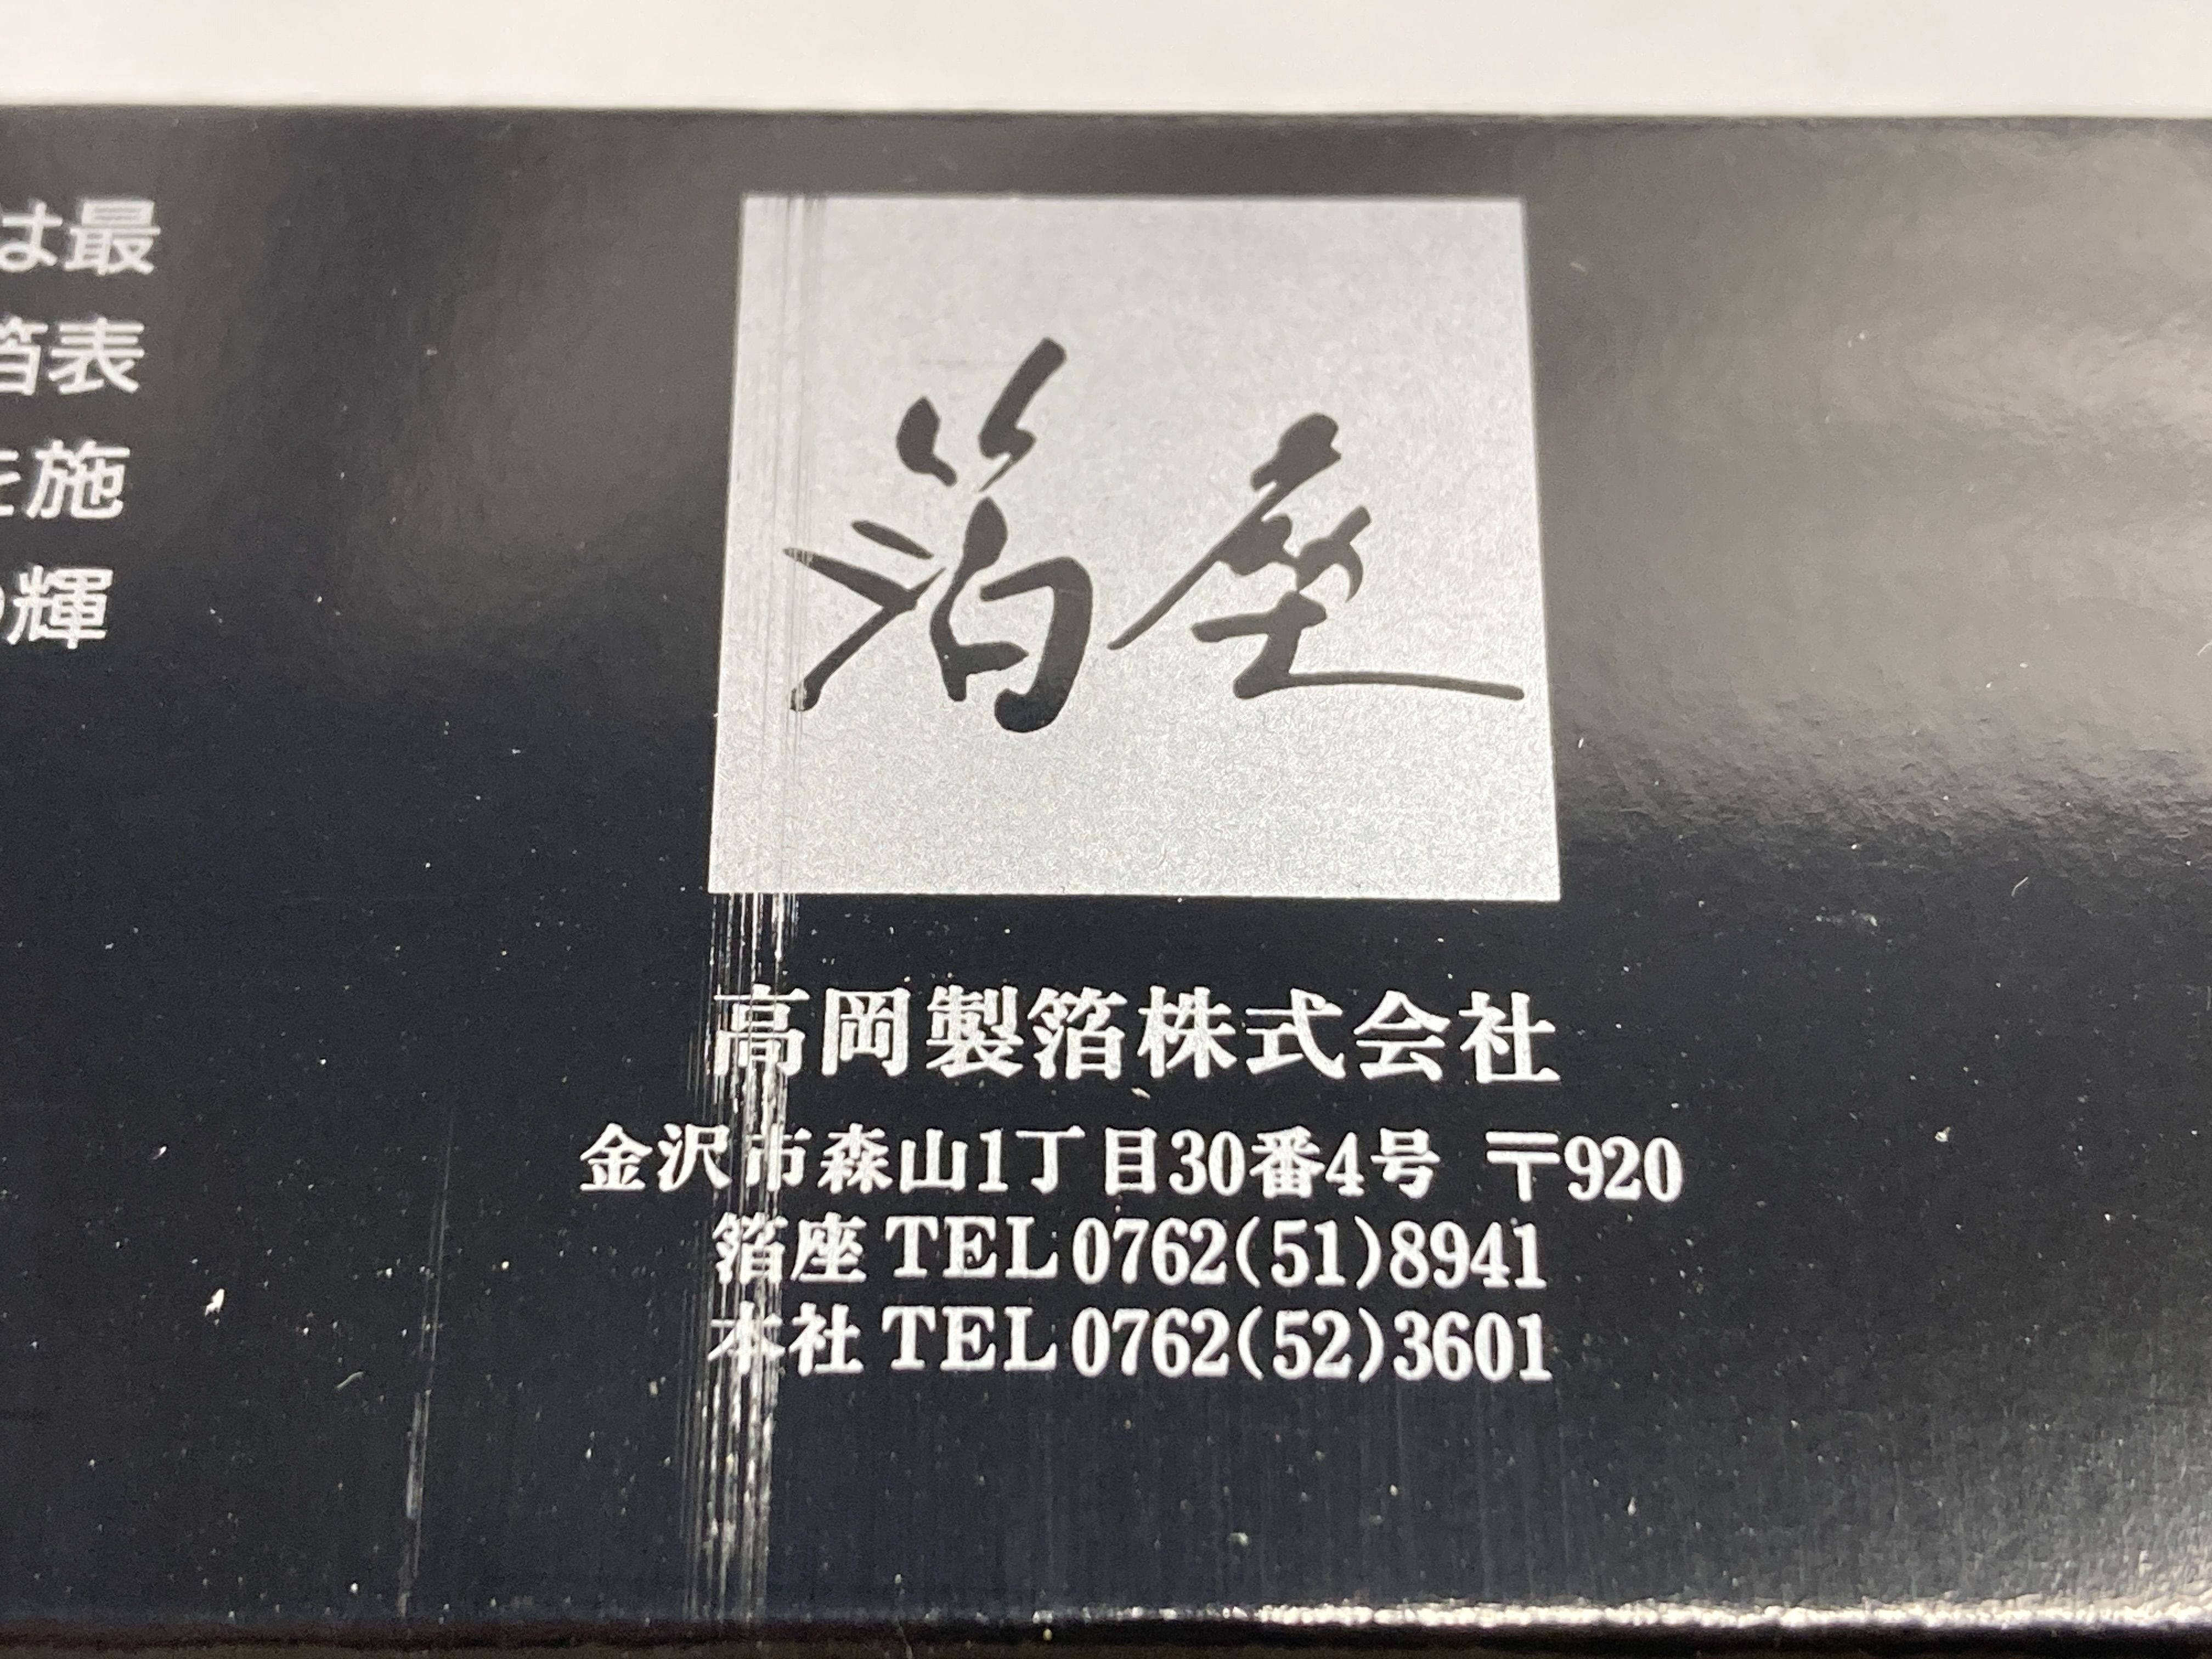 は最
箔表
を施
の輝
箔座
高岡製箔株式会社
金沢市森山1丁目30番4号 〒920
箔座 TEL 0762(51)8941
本社 TEL 0762(52)3601